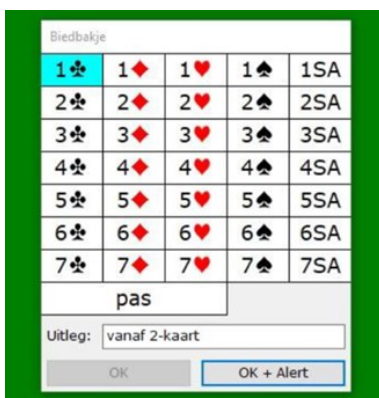 Biedbakje
1♣ 1♦ 1♥ 1♠ 1SA
2♣ 2♦ 2♥ 2♠ 2SA
3♣ 3♦ 3♥ 3♠ 3SA
4♣ 4♦ 4♥ 4♠ 4SA
5♣ 5♦ 5♥ 5♠ 5SA
6♣ 6♦ 6♥ 6♠ 6SA
7♣ 7♦ 7♥ 7♠ 7SA
pas
Uitleg: vanaf 2-kaart
OK OK + Alert